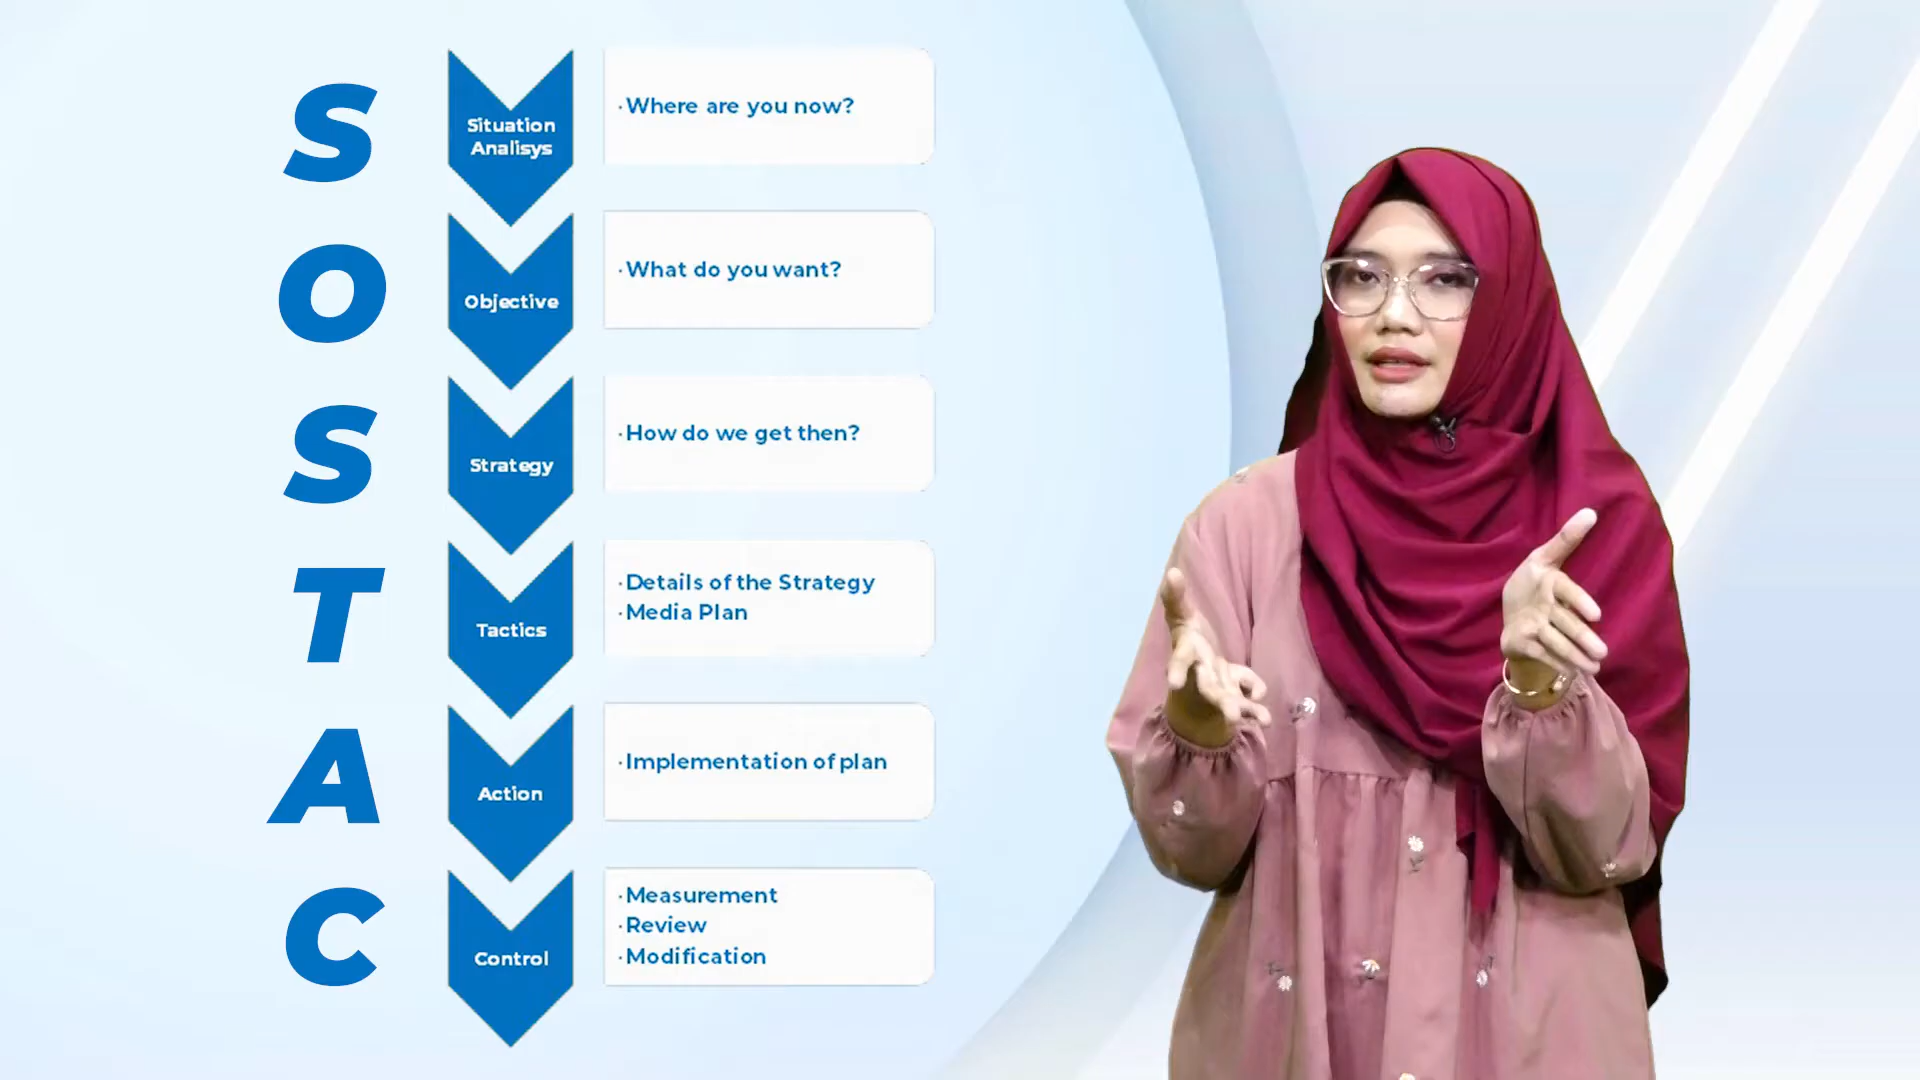 S
Situation
Analisys
·Where are you now?
O
Objective
·What do you want?
S
Strategy
·How do we get then?
T
Tactics
·Details of the Strategy
·Media Plan
A
Action
·Implementation of plan
C
Control
·Measurement
·Review
·Modification